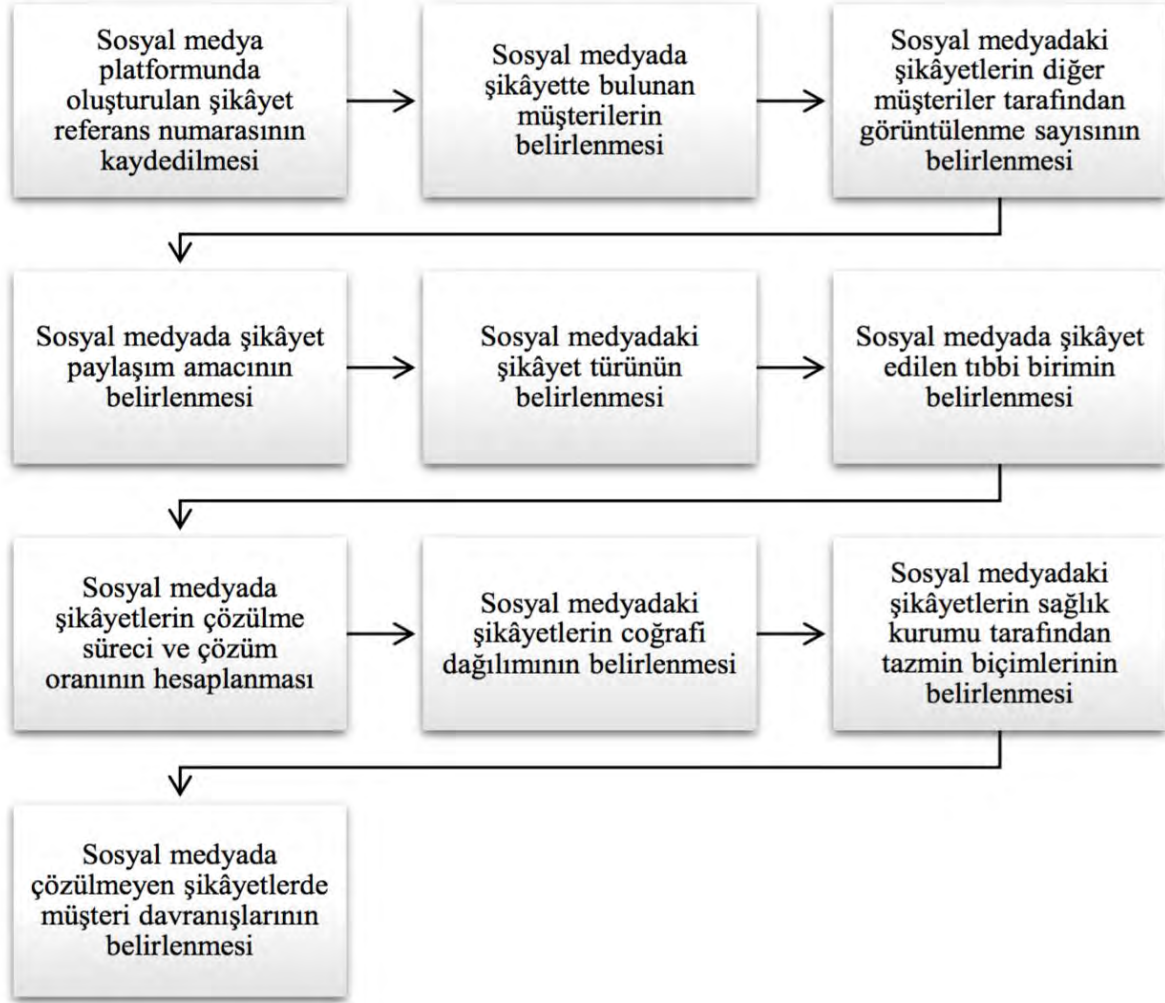 Sosyal medya
platformunda
oluşturulan şikâyet
referans numarasının
kaydedilmesi
Sosyal medyada
şikâyette bulunan
müşterilerin
belirlenmesi
Sosyal medyadaki
şikâyetlerin diğer
müşteriler tarafından
görüntülenme sayısının
belirlenmesi
Sosyal medyada şikâyet
paylaşım amacının
belirlenmesi
Sosyal medyadaki
şikâyet türünün
belirlenmesi
Sosyal medyada şikâyet
edilen tıbbi birimin
belirlenmesi
Sosyal medyada
şikâyetlerin çözülme
süreci ve çözüm
oranının hesaplanması
Sosyal medyadaki
şikâyetlerin coğrafi
dağılımının belirlenmesi
Sosyal medyadaki
şikâyetlerin sağlık
kurumu tarafından
tazmin biçimlerinin
belirlenmesi
Sosyal medyada
çözülmeyen şikâyetlerde
müşteri davranışlarının
belirlenmesi